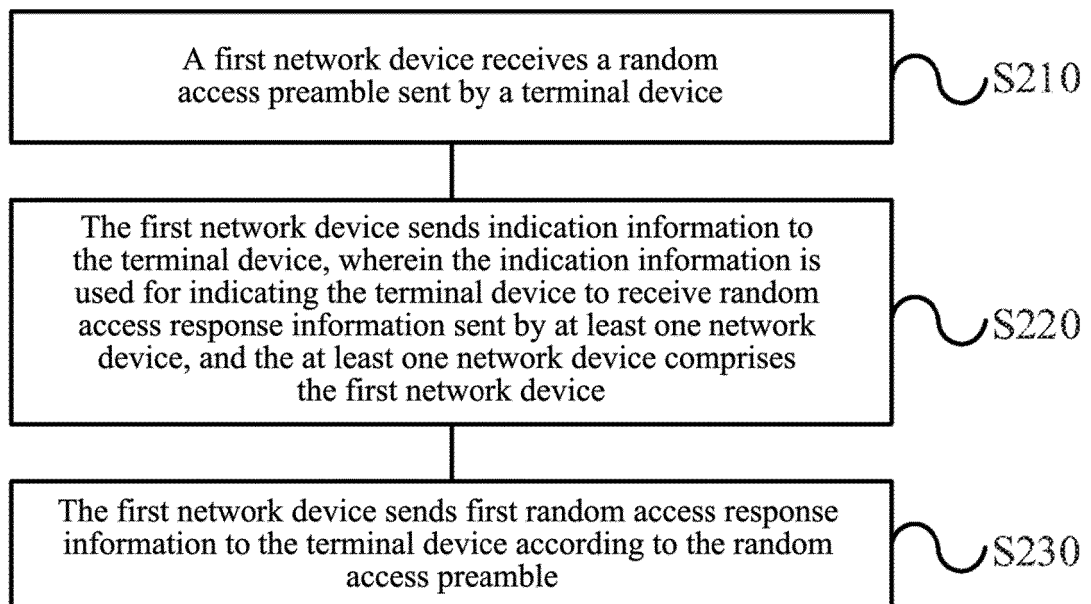 A first network device receives a random
access preamble sent by a terminal device
S210
The first network device sends indication information to
the terminal device, wherein the indication information is
used for indicating the terminal device to receive random
access response information sent by at least one network
device, and the at least one network device comprises
the first network device
S220
The first network device sends first random access response
information to the terminal device according to the random
access preamble
S230